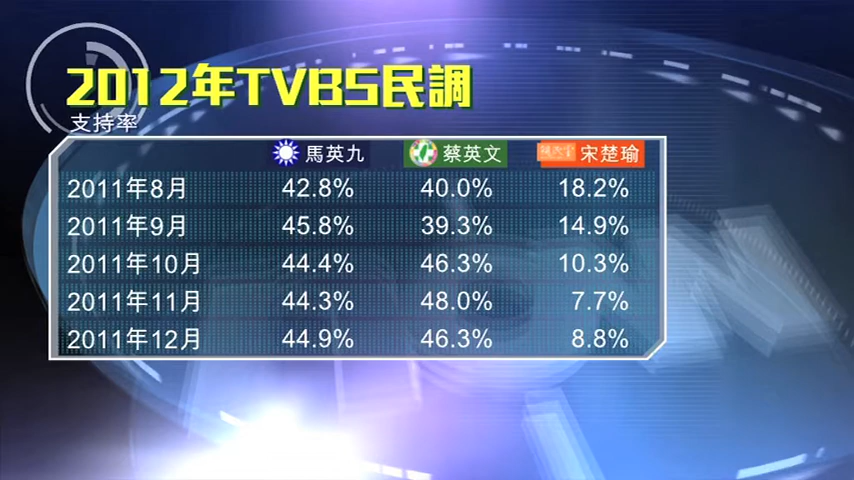 2012年TVBS民調
支持率
馬英九 蔡英文 宋楚瑜
2011年8月 42.8% 40.0% 18.2%
2011年9月 45.8% 39.3% 14.9%
2011年10月 44.4% 46.3% 10.3%
2011年11月 44.3% 48.0% 7.7%
2011年12月 44.9% 46.3% 8.8%